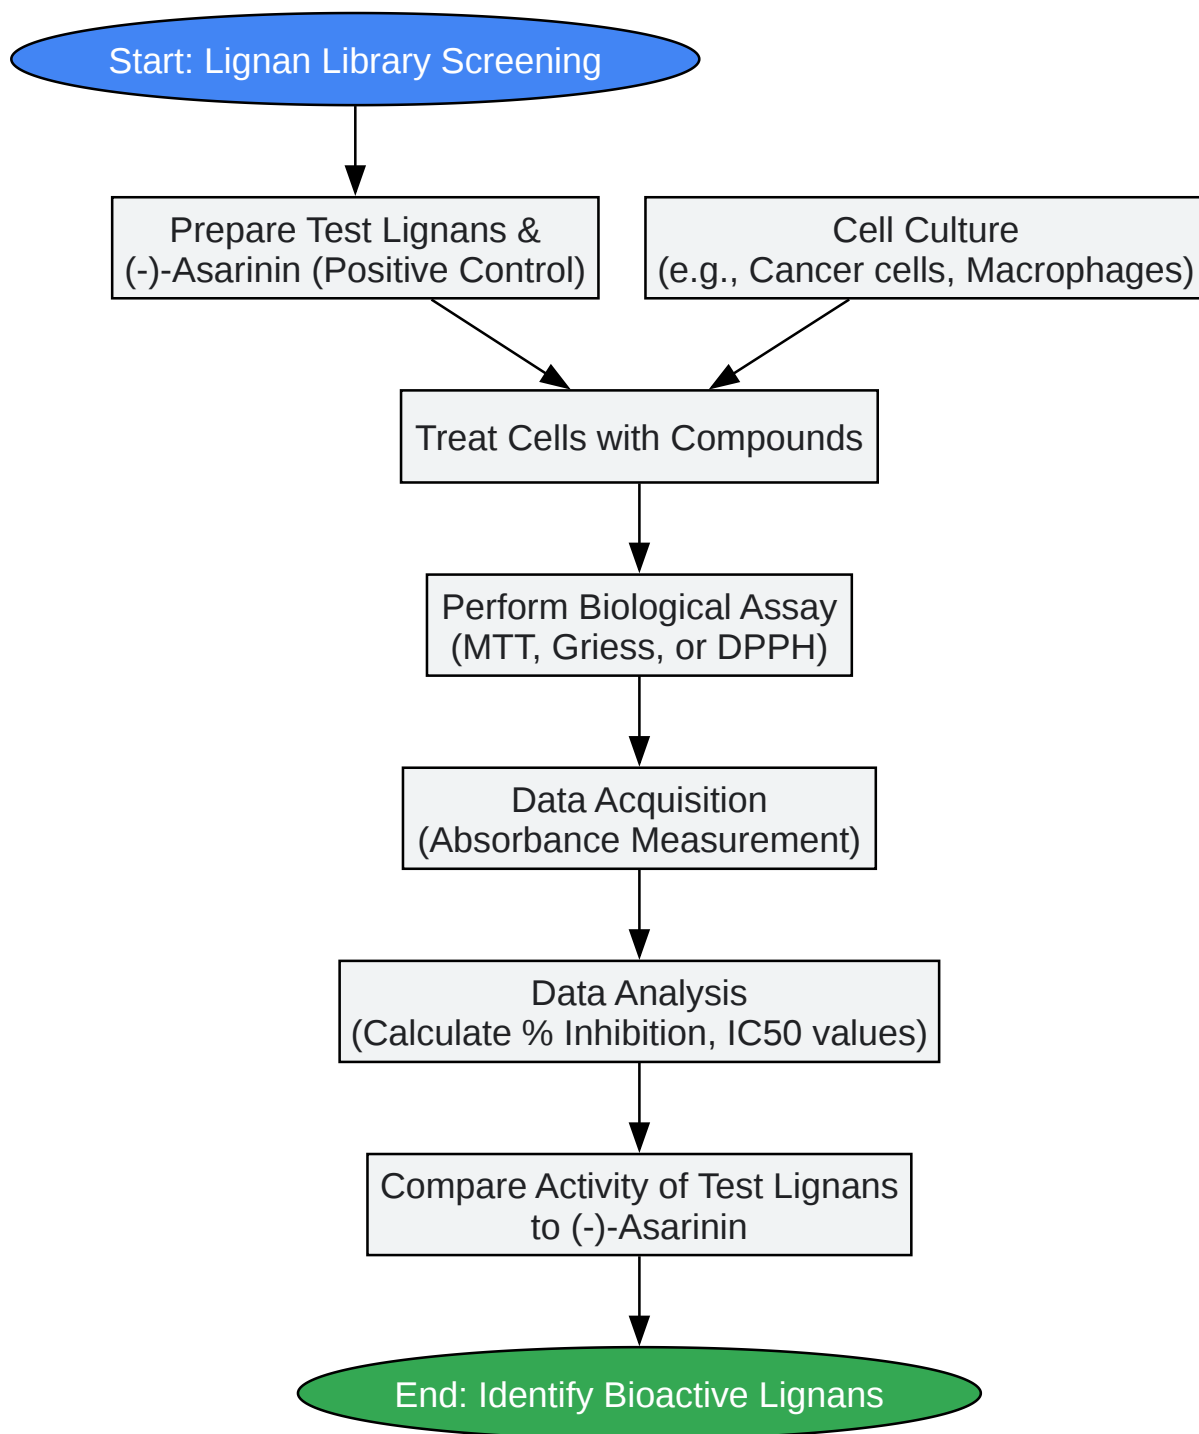 Start: Lignan Library Screening
Prepare Test Lignans &
(-)-Asarinin (Positive Control)
Cell Culture
(e.g., Cancer cells, Macrophages)
Treat Cells with Compounds
Perform Biological Assay
(MTT, Griess, or DPPH)
Data Acquisition
(Absorbance Measurement)
Data Analysis
(Calculate % Inhibition, IC50 values)
Compare Activity of Test Lignans
to (-)-Asarinin
End: Identify Bioactive Lignans